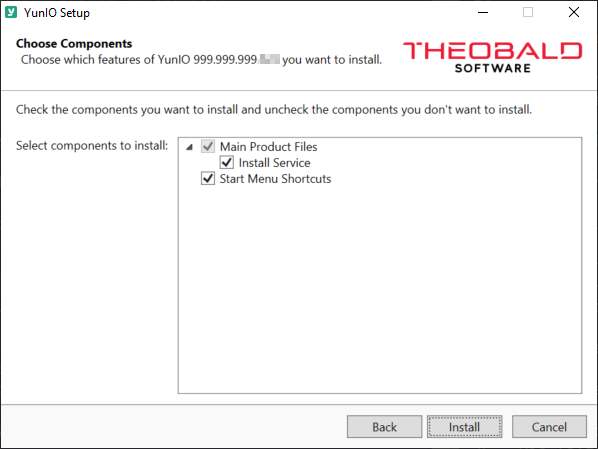 YunIO Setup
Choose Components
Choose which features of YunIO 999.999.999 you want to install.
THEOBALD
SOFTWARE
Check the components you want to install and uncheck the components you don't want to install.
Select components to install:
Main Product Files
Install Service
Start Menu Shortcuts
Back
Install
Cancel